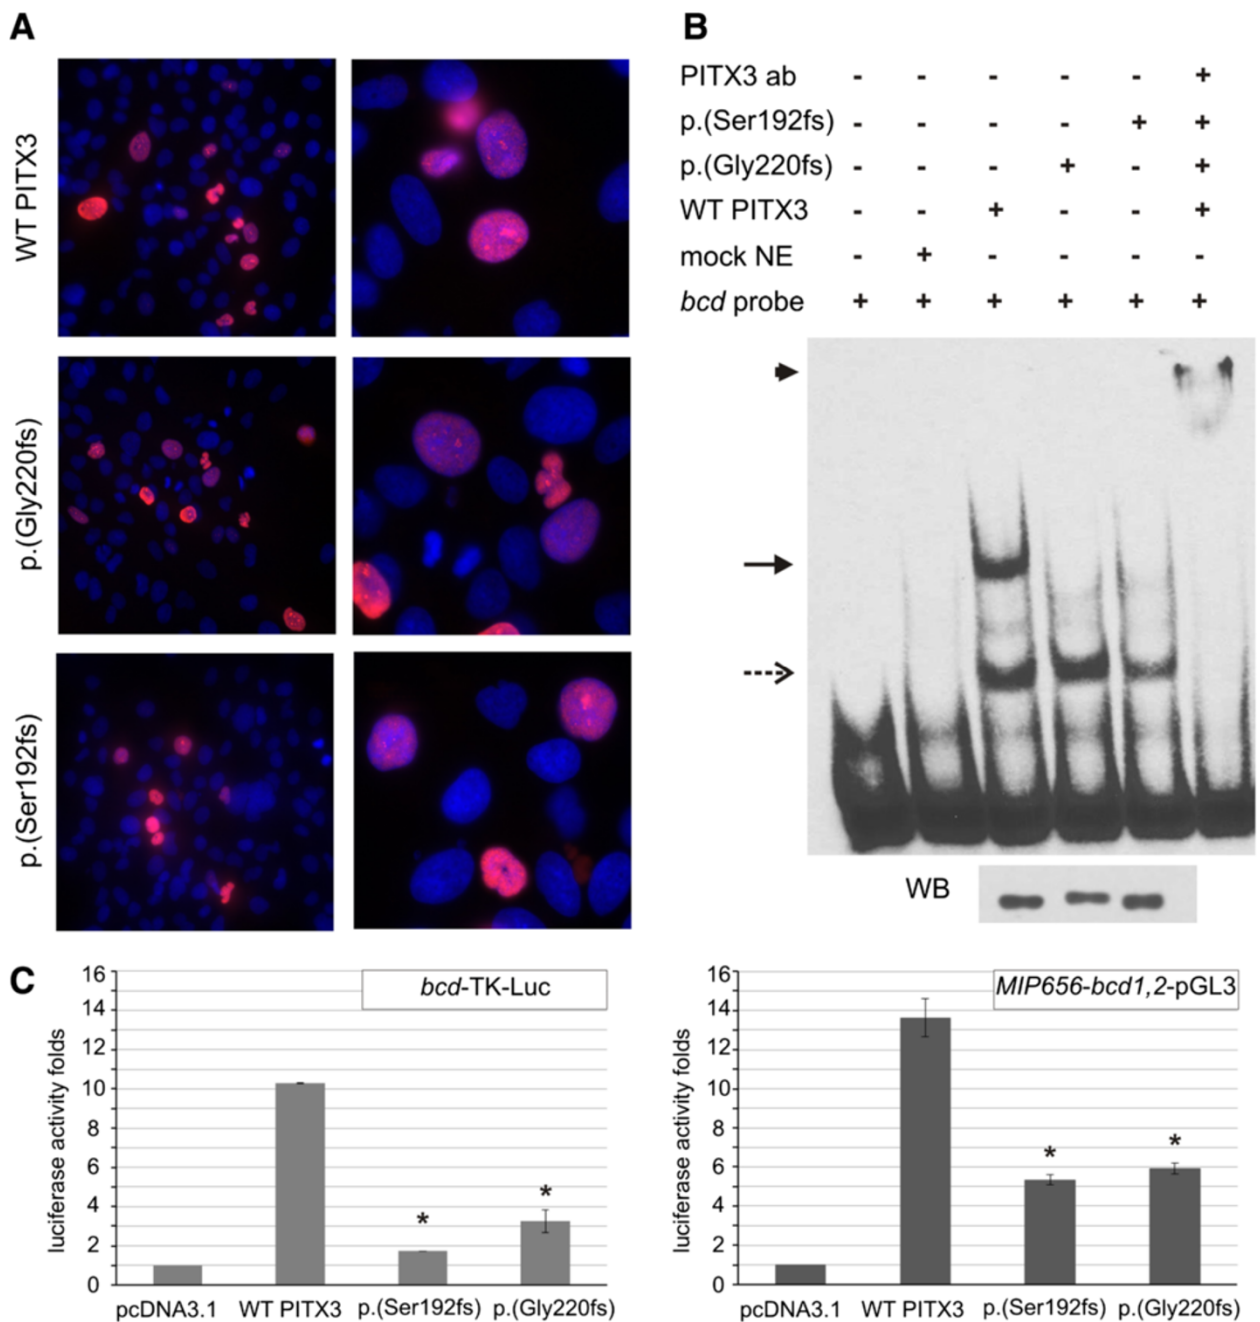 A
WT PITX3
p.(Gly220fs)
p.(Ser192fs)
B
PITX3 ab - - - - - +
p.(Ser192fs) - - - - + +
p.(Gly220fs) - - - + - +
WT PITX3 - - + - - +
mock NE - + - - - -
bcd probe + + + + + +
WB
C
bcd-TK-Luc
luciferase activity folds
16
14
12
10
8
6
4
2
0
* *
pcDNA3.1 WT PITX3 p.(Ser192fs) p.(Gly220fs)
MIP656-bcd1,2-pGL3
luciferase activity folds
16
14
12
10
8
6
4
2
0
* *
pcDNA3.1 WT PITX3 p.(Ser192fs) p.(Gly220fs)